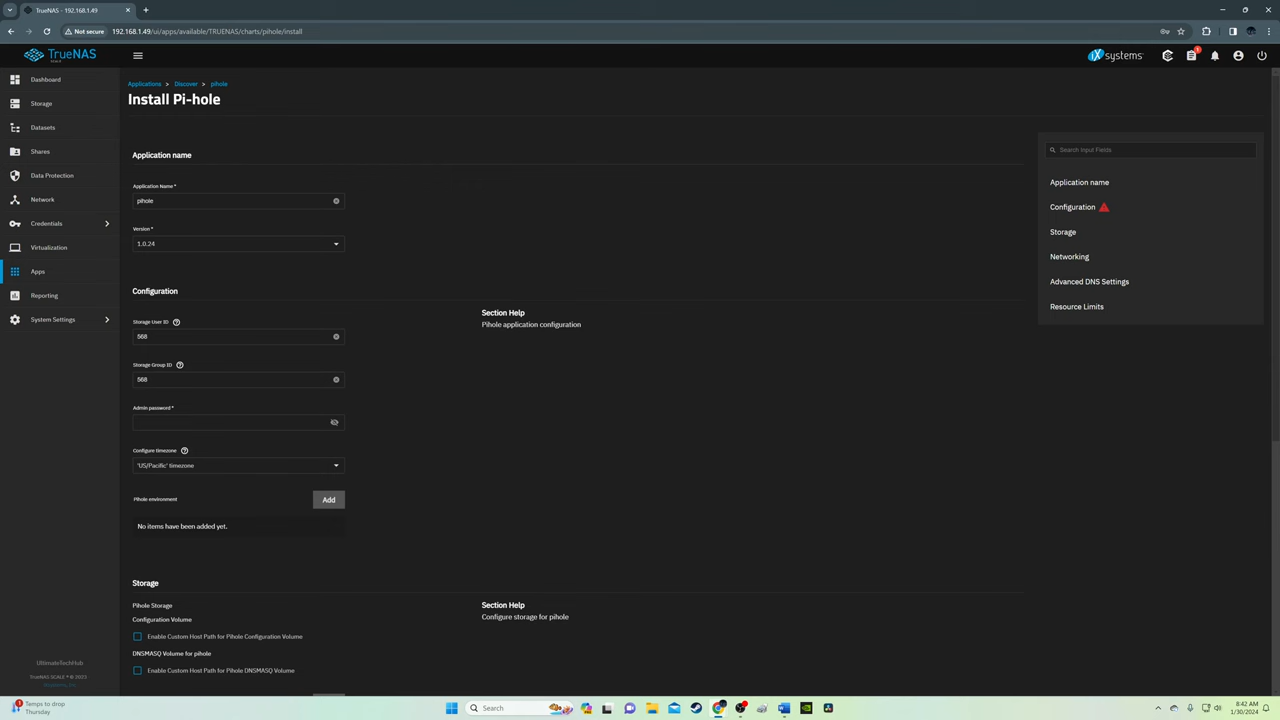 TrueNAS - 192.168.1.49
Not secure
192.168.1.49/ui/apps/available/TRUENAS/charts/pihole/install
TrueNAS
SCALE
iX systems
1
Dashboard
Storage
Datasets
Shares
Data Protection
Network
Credentials
Virtualization
Apps
Reporting
System Settings
UltimateTechHub
TrueNAS SCALE ® © 2023
Applications > Discover > pihole
Install Pi-hole
Application name
Application Name *
pihole
Version *
1.0.24
Configuration
Storage User ID
568
Storage Group ID
568
Admin password *
Configure timezone
'US/Pacific' timezone
Pihole environment
Add
No items have been added yet.
Section Help
Pihole application configuration
Storage
Pihole Storage
Configuration Volume
Enable Custom Host Path for Pihole Configuration Volume
DNSMASQ Volume for pihole
Enable Custom Host Path for Pihole DNSMASQ Volume
Section Help
Configure storage for pihole
Search Input Fields
Application name
Configuration
Storage
Networking
Advanced DNS Settings
Resource Limits
1
Temps to drop
Thursday
Search
8:42 AM
1/30/2024